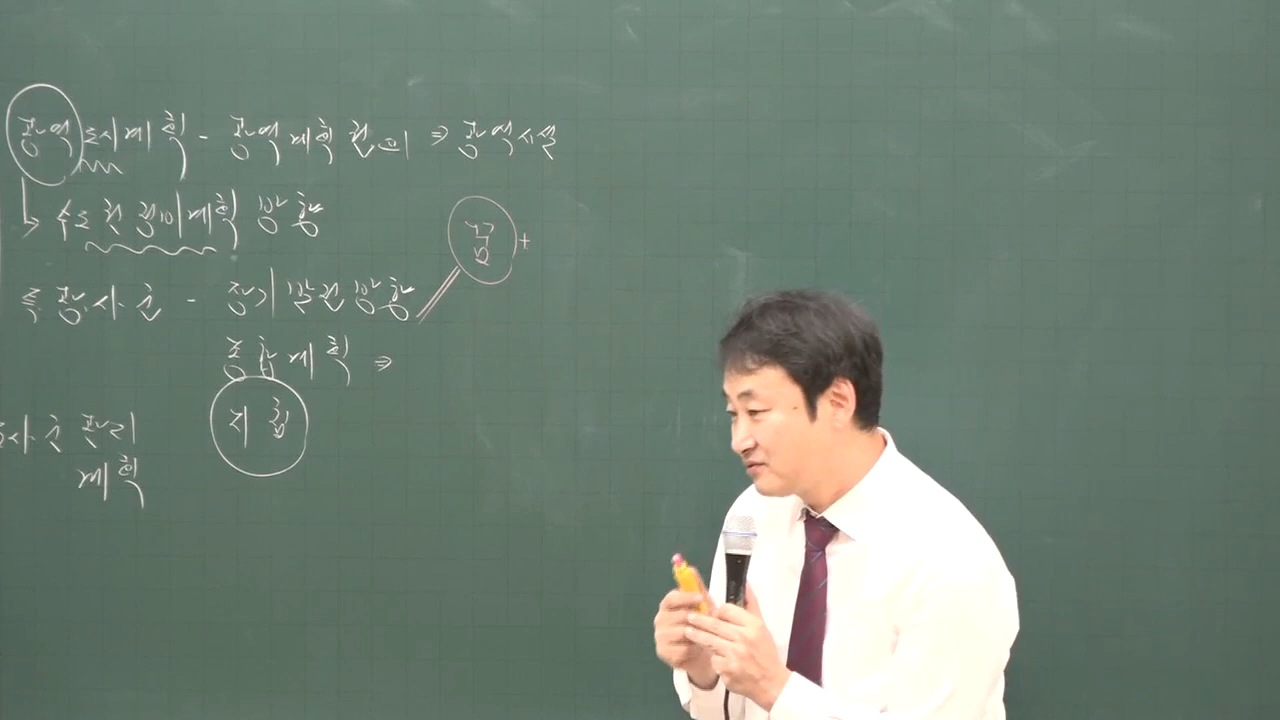 광역도시계획 - 광역계획권의 ⇒ 광역시설
→ 수도권정비계획 방향
특광시군 - 장기발전방향
공 +
종합계획 ⇒
지침
시군관리
계획